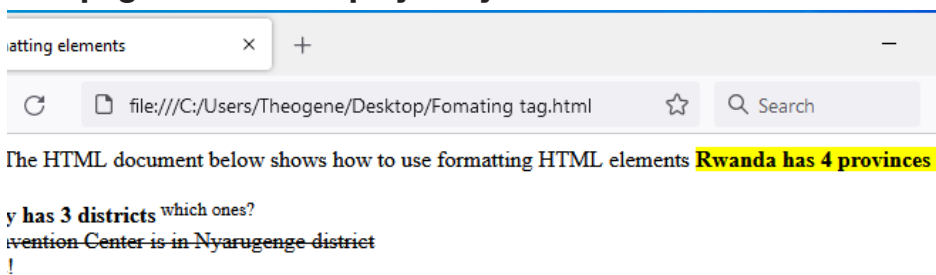 atting elements × +
file:///C:/Users/Theogene/Desktop/Fomating tag.html Search
The HTML document below shows how to use formatting HTML elements Rwanda has 4 provinces
y has 3 districts which ones?
vention Center is in Nyarugenge district
!